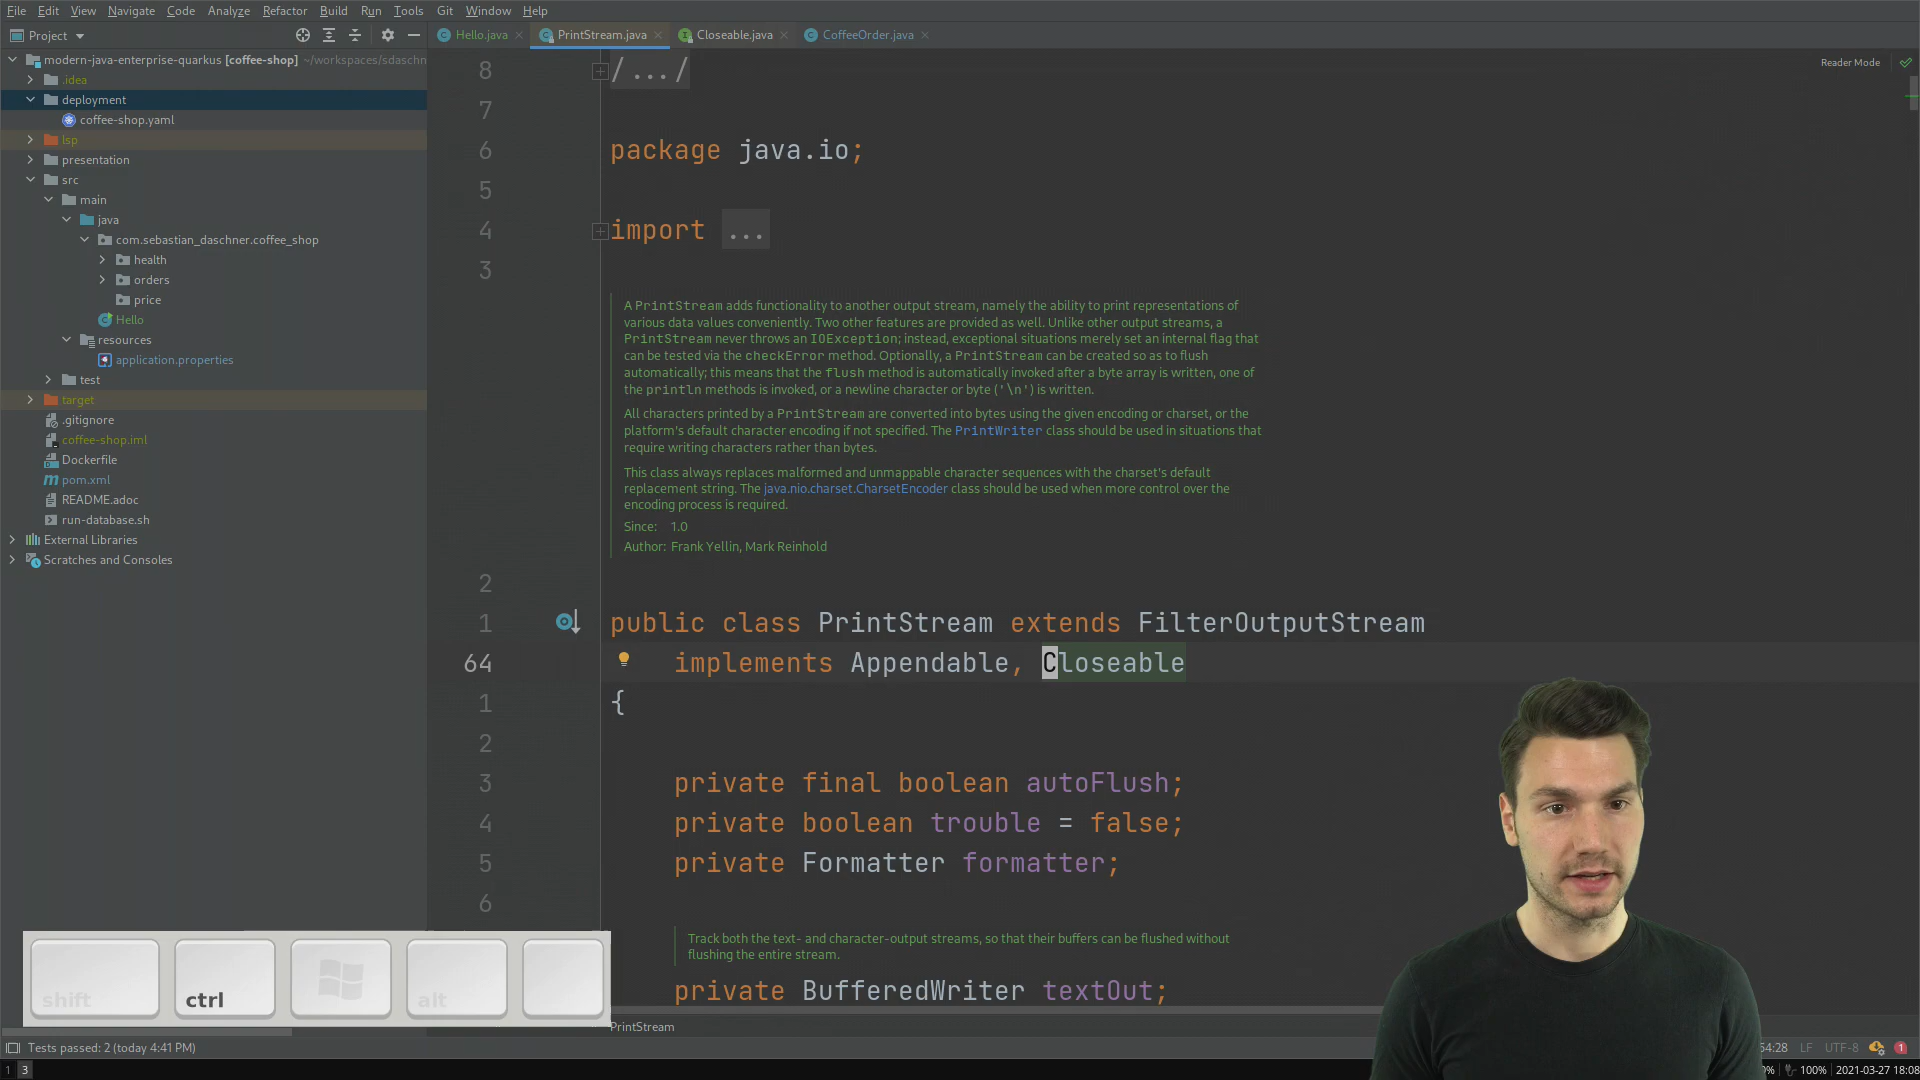 File Edit View Navigate Code Analyze Refactor Build Run Tools Git Window Help
Project
Hello.java
PrintStream.java
Closeable.java
CoffeeOrder.java
modern-java-enterprise-quarkus [coffee-shop] ~/workspaces/sdaschn
.idea
deployment
coffee-shop.yaml
lsp
presentation
src
main
java
com.sebastian_daschner.coffee_shop
health
orders
price
Hello
resources
application.properties
test
target
.gitignore
coffee-shop.iml
Dockerfile
pom.xml
README.adoc
run-database.sh
External Libraries
Scratches and Consoles
Reader Mode
8 /.../
7
6 package java.io;
5
4 import ...
3
A PrintStream adds functionality to another output stream, namely the ability to print representations of
various data values conveniently. Two other features are provided as well. Unlike other output streams, a
PrintStream never throws an IOException; instead, exceptional situations merely set an internal flag that
can be tested via the checkError method. Optionally, a PrintStream can be created so as to flush
automatically; this means that the flush method is automatically invoked after a byte array is written, one of
the println methods is invoked, or a newline character or byte ('\n') is written.
All characters printed by a PrintStream are converted into bytes using the given encoding or charset, or the
platform's default character encoding if not specified. The PrintWriter class should be used in situations that
require writing characters rather than bytes.
This class always replaces malformed and unmappable character sequences with the charset's default
replacement string. The java.nio.charset.CharsetEncoder class should be used when more control over the
encoding process is required.
Since: 1.0
Author: Frank Yellin, Mark Reinhold
2
1 public class PrintStream extends FilterOutputStream
64 implements Appendable, Closeable
1 {
2
3 private final boolean autoFlush;
4 private boolean trouble = false;
5 private Formatter formatter;
6
Track both the text- and character-output streams, so that their buffers can be flushed without
flushing the entire stream.
private BufferedWriter textOut;
shift
ctrl
alt
PrintStream
Tests passed: 2 (today 4:41 PM)
54:28 LF UTF-8 1
1 3
0% 100% 2021-03-27 18:08